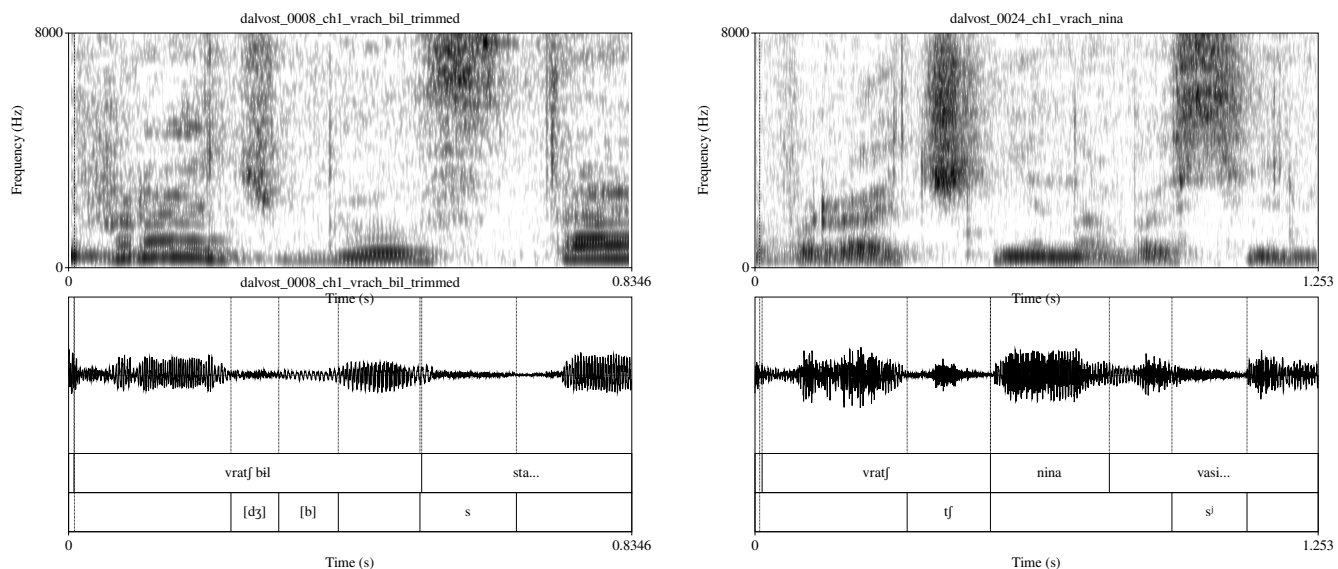 dalvost_0008_ch1_vrach_bil_trimmed
8000
Frequency (Hz)
0
0 0.8346
Time (s)
dalvost_0008_ch1_vrach_bil_trimmed
vratʃ bɨl sta...
[dʒ] [b] s
0 0.8346
Time (s)
dalvost_0024_ch1_vrach_nina
8000
Frequency (Hz)
0
0 1.253
Time (s)
vratʃ nina vasi...
tʃ sʲ
0 1.253
Time (s)